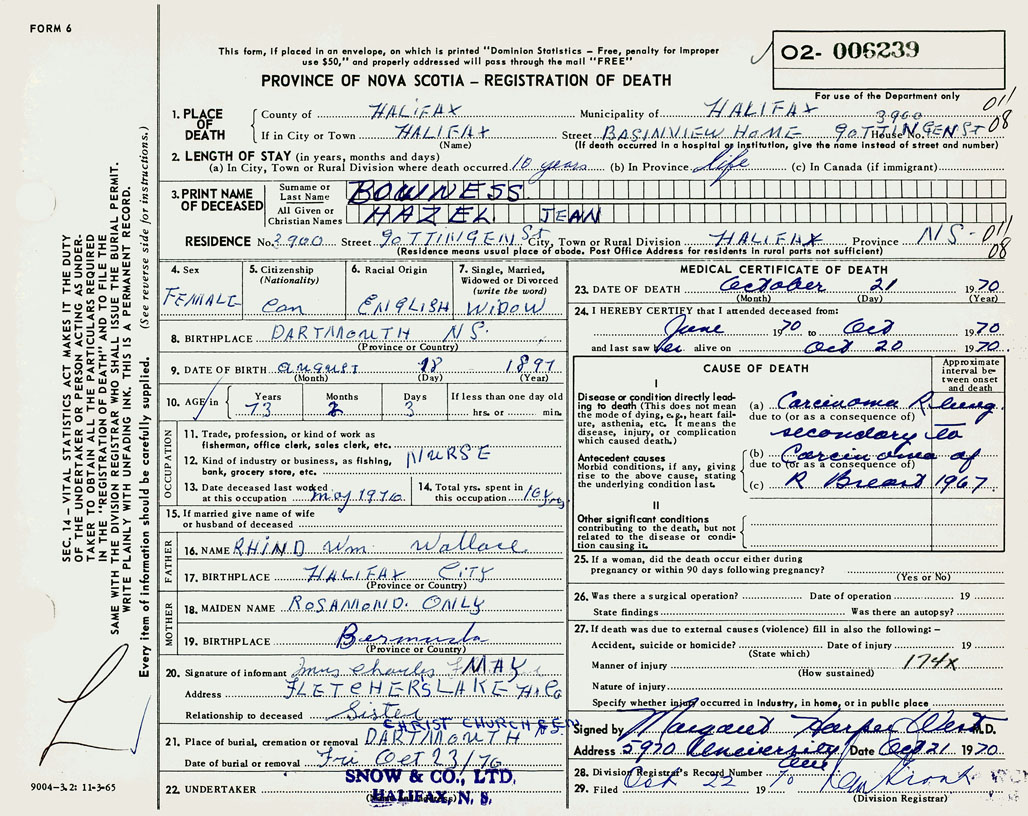 FORM 6
This form, if placed in an envelope, on which is printed "Dominion Statistics – Free, penalty for improper
use $50," and properly addressed will pass through the mail "FREE"
PROVINCE OF NOVA SCOTIA – REGISTRATION OF DEATH
02- 006239
For use of the Department only
011
08
1. PLACE OF DEATH
County of HALIFAX Municipality of HALIFAX
If in City or Town HALIFAX Street BASINVIEW HOME 3900 GOTTINGEN ST House No.
(Name) (If death occurred in a hospital or institution, give the name instead of street and number)
2. LENGTH OF STAY (in years, months and days)
(a) In City, Town or Rural Division where death occurred 10 years (b) In Province life (c) In Canada (if immigrant)
3. PRINT NAME OF DECEASED
Surname or Last Name BOWNESS
All Given or Christian Names HAZEL JEAN
RESIDENCE No. 3900 Street GOTTINGEN ST City, Town or Rural Division HALIFAX Province NS- 011
08
(Residence means usual place of abode. Post Office Address for residents in rural parts not sufficient)
4. Sex FEMALE
5. Citizenship (Nationality) Can
6. Racial Origin ENGLISH
7. Single, Married, Widowed or Divorced (write the word) WIDOW
8. BIRTHPLACE DARTMOUTH NS.
(Province or Country)
9. DATE OF BIRTH August 18 1897
(Month) (Day) (Year)
10. AGE in Years 73 Months 2 Days 3 If less than one day old hrs. or min.
OCCUPATION
11. Trade, profession, or kind of work as
fisherman, office clerk, sales clerk, etc.
12. Kind of industry or business, as fishing,
bank, grocery store, etc.
NURSE
13. Date deceased last worked
at this occupation May 1970
14. Total yrs. spent in
this occupation 10 yrs
15. If married give name of wife
or husband of deceased
FATHER
16. NAME RHIND Wm. Wallace
17. BIRTHPLACE HALIFAX CITY
(Province or Country)
MOTHER
18. MAIDEN NAME ROSAMOND. ONLY
19. BIRTHPLACE Bermuda
(Province or Country)
20. Signature of informant Mrs Charles F MAY
Address FLETCHERSLAKE
Relationship to deceased Sister
CHRIST CHURCH
21. Place of burial, cremation or removal DARTMOUTH N.S.
Date of burial or removal Fri Oct 23/70
22. UNDERTAKER SNOW & CO., LTD.
HALIFAX, N. S.
MEDICAL CERTIFICATE OF DEATH
23. DATE OF DEATH October 21 1970
(Month) (Day) (Year)
24. I HEREBY CERTIFY that I attended deceased from:
June 1970 to Oct 1970
and last saw her alive on Oct 20 1970.
CAUSE OF DEATH
Approximate interval between onset and death
I
Disease or condition directly leading to death (This does not mean the mode of dying, e.g., heart failure, asthenia, etc. It means the disease, injury, or complication which caused death.)
(a) Carcinoma R. lung
due to (or as a consequence of)
secondary to
Antecedent causes
Morbid conditions, if any, giving rise to the above cause, stating the underlying condition last.
(b) Carcinoma of
due to (or as a consequence of)
(c) R Breast 1967.
II
Other significant conditions
contributing to the death, but not related to the disease or condition causing it.
25. If a woman, did the death occur either during
pregnancy or within 90 days following pregnancy?
(Yes or No)
26. Was there a surgical operation? Date of operation 19
State findings Was there an autopsy?
27. If death was due to external causes (violence) fill in also the following: –
Accident, suicide or homicide? Date of injury 19
(State which)
Manner of injury 174X
(How sustained)
Nature of injury
Specify whether injury occurred in Industry, in home, or in public place
Signed by Margaret Harper M.D.
Address 5970 University Ave Date Oct 21 1970
28. Division Registrar's Record Number
29. Filed Oct 22 1970
(Division Registrar)
SEC. 14 – VITAL STATISTICS ACT MAKES IT THE DUTY
OF THE UNDERTAKER OR PERSON ACTING AS UNDER-
TAKER TO OBTAIN ALL THE PARTICULARS REQUIRED
IN THE "REGISTRATION OF DEATH" AND TO FILE THE
SAME WITH THE DIVISION REGISTRAR WHO SHALL ISSUE THE BURIAL PERMIT.
WRITE PLAINLY WITH UNFADING INK. THIS IS A PERMANENT RECORD.
Every item of information should be carefully supplied. (See reverse side for instructions.)
9004-3.2: 11-3-65